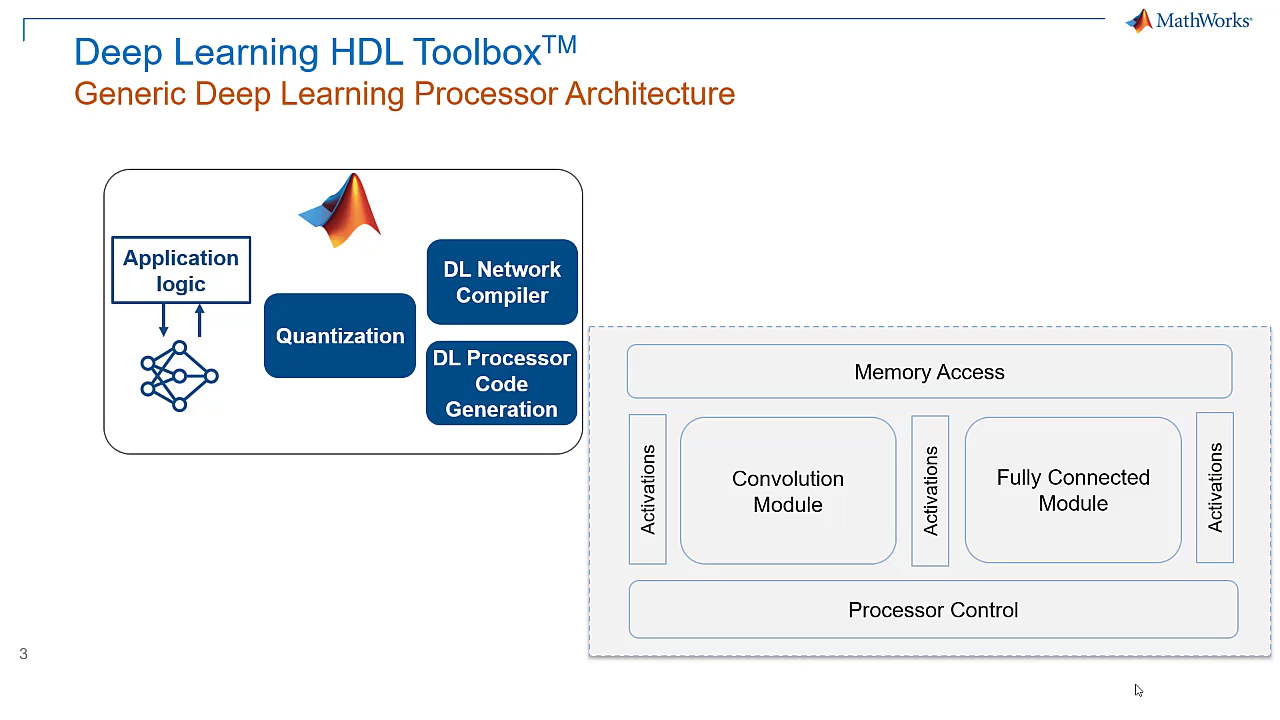 MathWorks®
Deep Learning HDL Toolbox™
Generic Deep Learning Processor Architecture
Application
logic
Quantization
DL Network
Compiler
DL Processor
Code
Generation
Memory Access
Activations
Convolution
Module
Activations
Fully Connected
Module
Activations
Processor Control
3